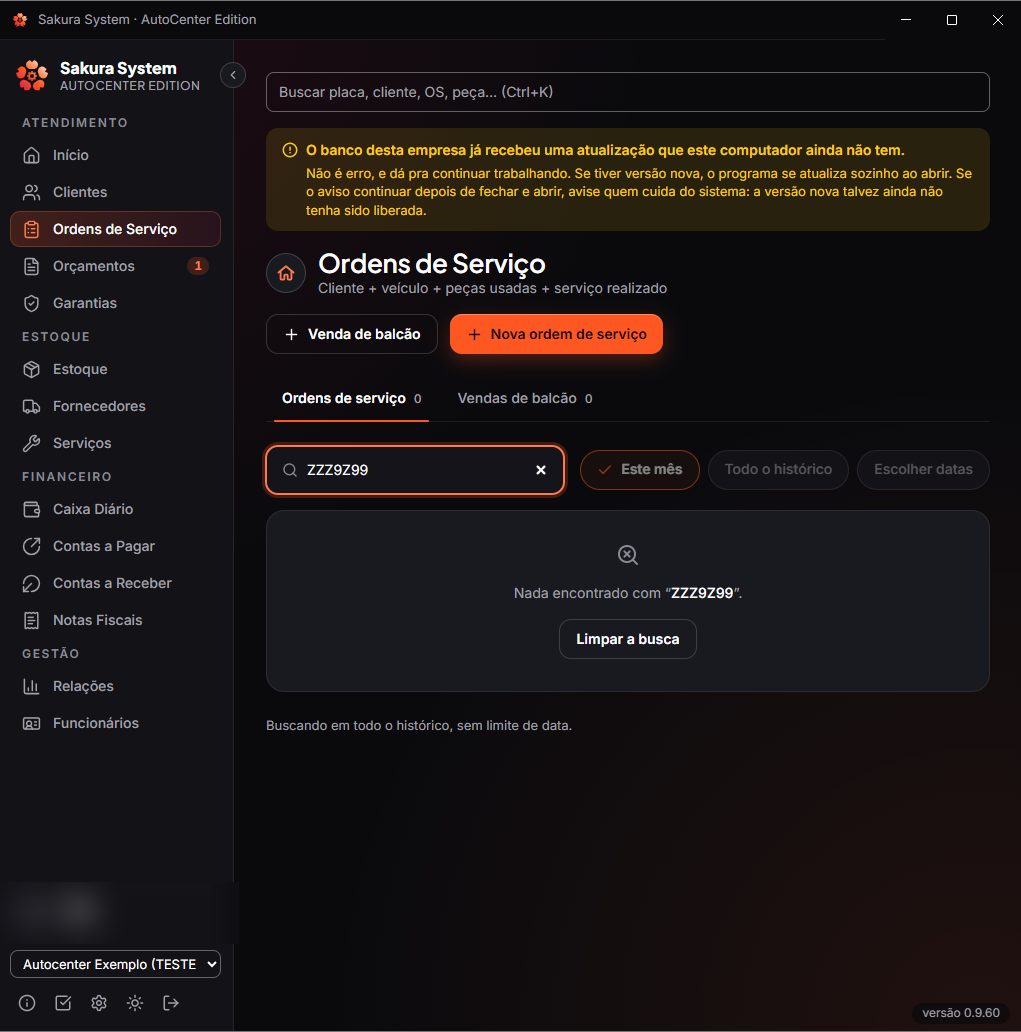 Sakura System · AutoCenter Edition
Sakura System
AUTOCENTER EDITION
ATENDIMENTO
Início
Clientes
Ordens de Serviço
Orçamentos 1
Garantias
ESTOQUE
Estoque
Fornecedores
Serviços
FINANCEIRO
Caixa Diário
Contas a Pagar
Contas a Receber
Notas Fiscais
GESTÃO
Relações
Funcionários
Autocenter Exemplo (TESTE
Buscar placa, cliente, OS, peça... (Ctrl+K)
O banco desta empresa já recebeu uma atualização que este computador ainda não tem.
Não é erro, e dá pra continuar trabalhando. Se tiver versão nova, o programa se atualiza sozinho ao abrir. Se
o aviso continuar depois de fechar e abrir, avise quem cuida do sistema: a versão nova talvez ainda não
tenha sido liberada.
Ordens de Serviço
Cliente + veículo + peças usadas + serviço realizado
Venda de balcão
Nova ordem de serviço
Ordens de serviço 0
Vendas de balcão 0
ZZZ9Z99
Este mês
Todo o histórico
Escolher datas
Nada encontrado com “ZZZ9Z99”.
Limpar a busca
Buscando em todo o histórico, sem limite de data.
versão 0.9.60